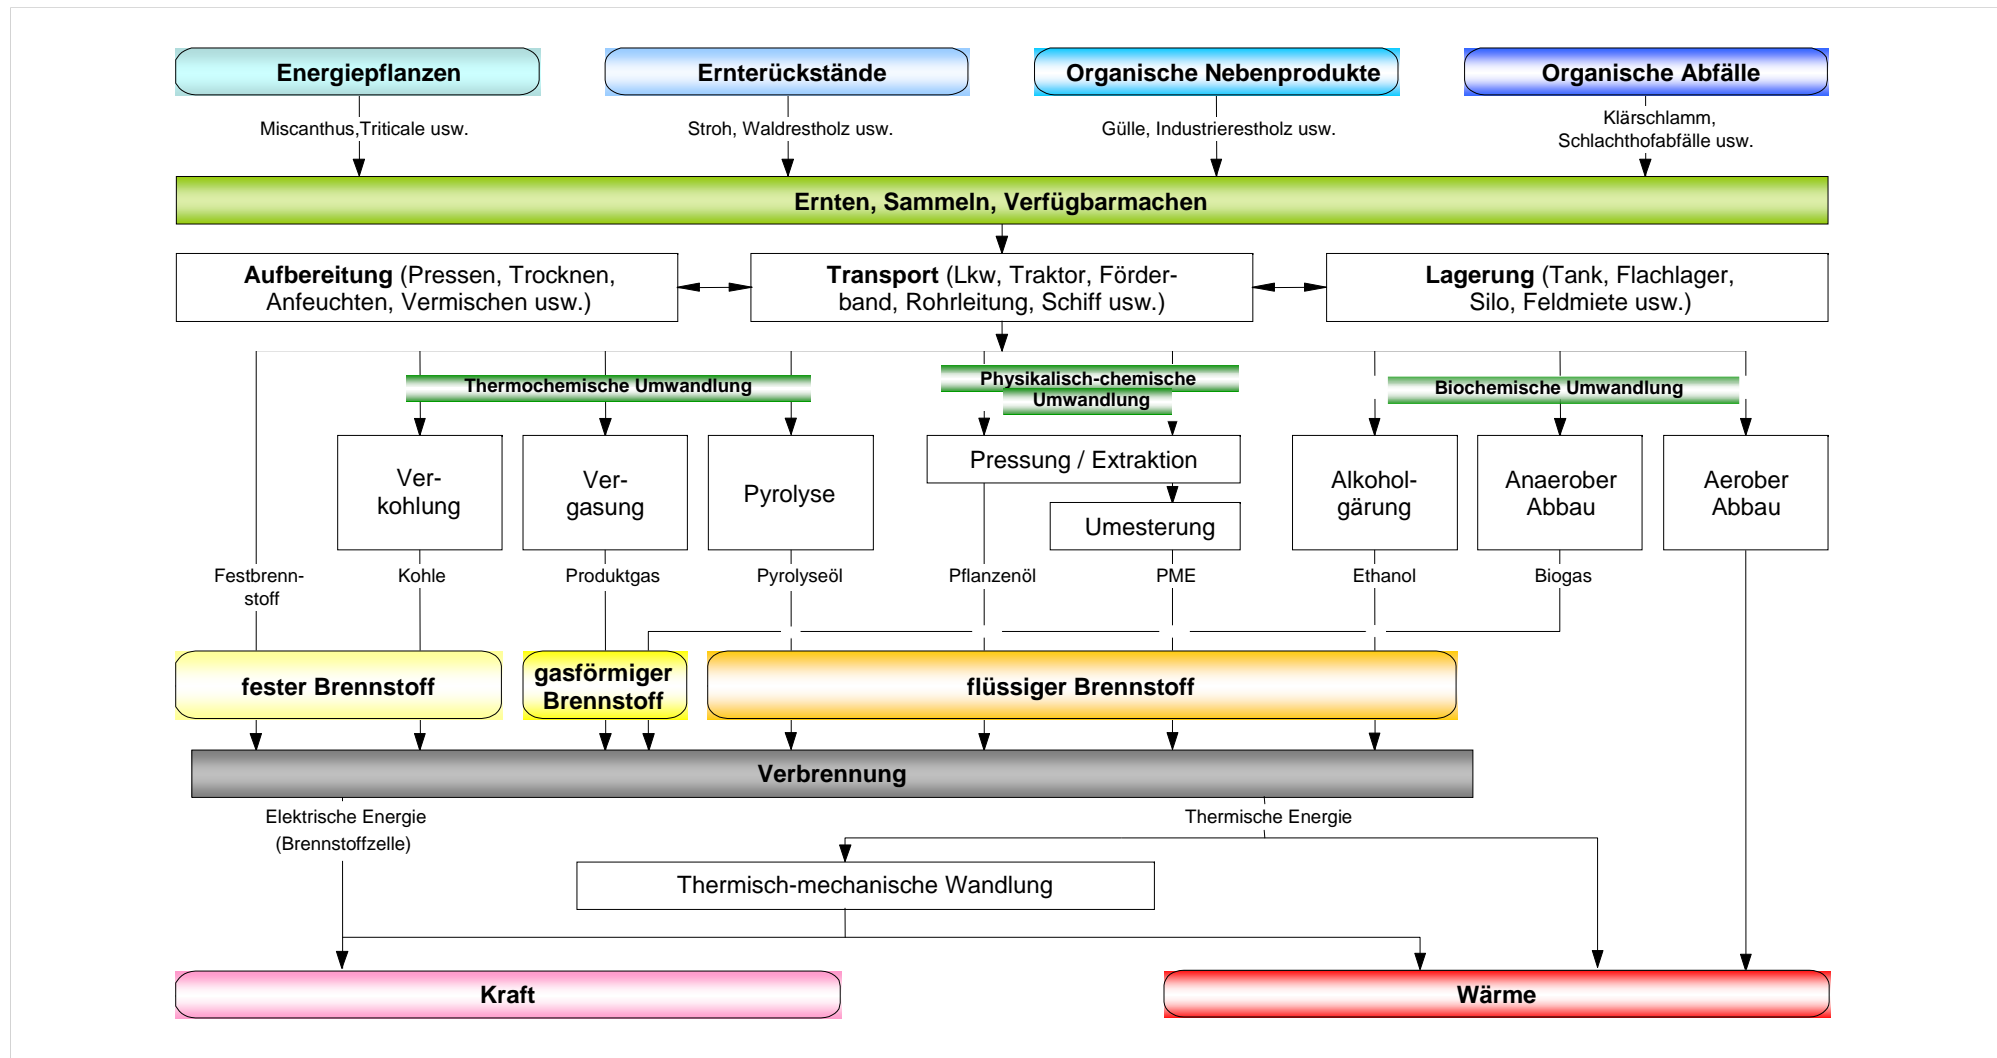 Energiepflanzen
Ernterückstände
Organische Nebenprodukte
Organische Abfälle
Miscanthus,Triticale usw.
Stroh, Waldrestholz usw.
Gülle, Industrierestholz usw.
Klärschlamm,
Schlachthofabfälle usw.
Ernten, Sammeln, Verfügbarmachen
Aufbereitung (Pressen, Trocknen,
Anfeuchten, Vermischen usw.)
Transport (Lkw, Traktor, Förder-
band, Rohrleitung, Schiff usw.)
Lagerung (Tank, Flachlager,
Silo, Feldmiete usw.)
Thermochemische Umwandlung
Physikalisch-chemische
Umwandlung
Biochemische Umwandlung
Ver-
kohlung
Ver-
gasung
Pyrolyse
Pressung / Extraktion
Umesterung
Alkohol-
gärung
Anaerober
Abbau
Aerober
Abbau
Festbrenn-
stoff
Kohle
Produktgas
Pyrolyseöl
Pflanzenöl
PME
Ethanol
Biogas
fester Brennstoff
gasförmiger
Brennstoff
flüssiger Brennstoff
Verbrennung
Elektrische Energie
(Brennstoffzelle)
Thermische Energie
Thermisch-mechanische Wandlung
Kraft
Wärme